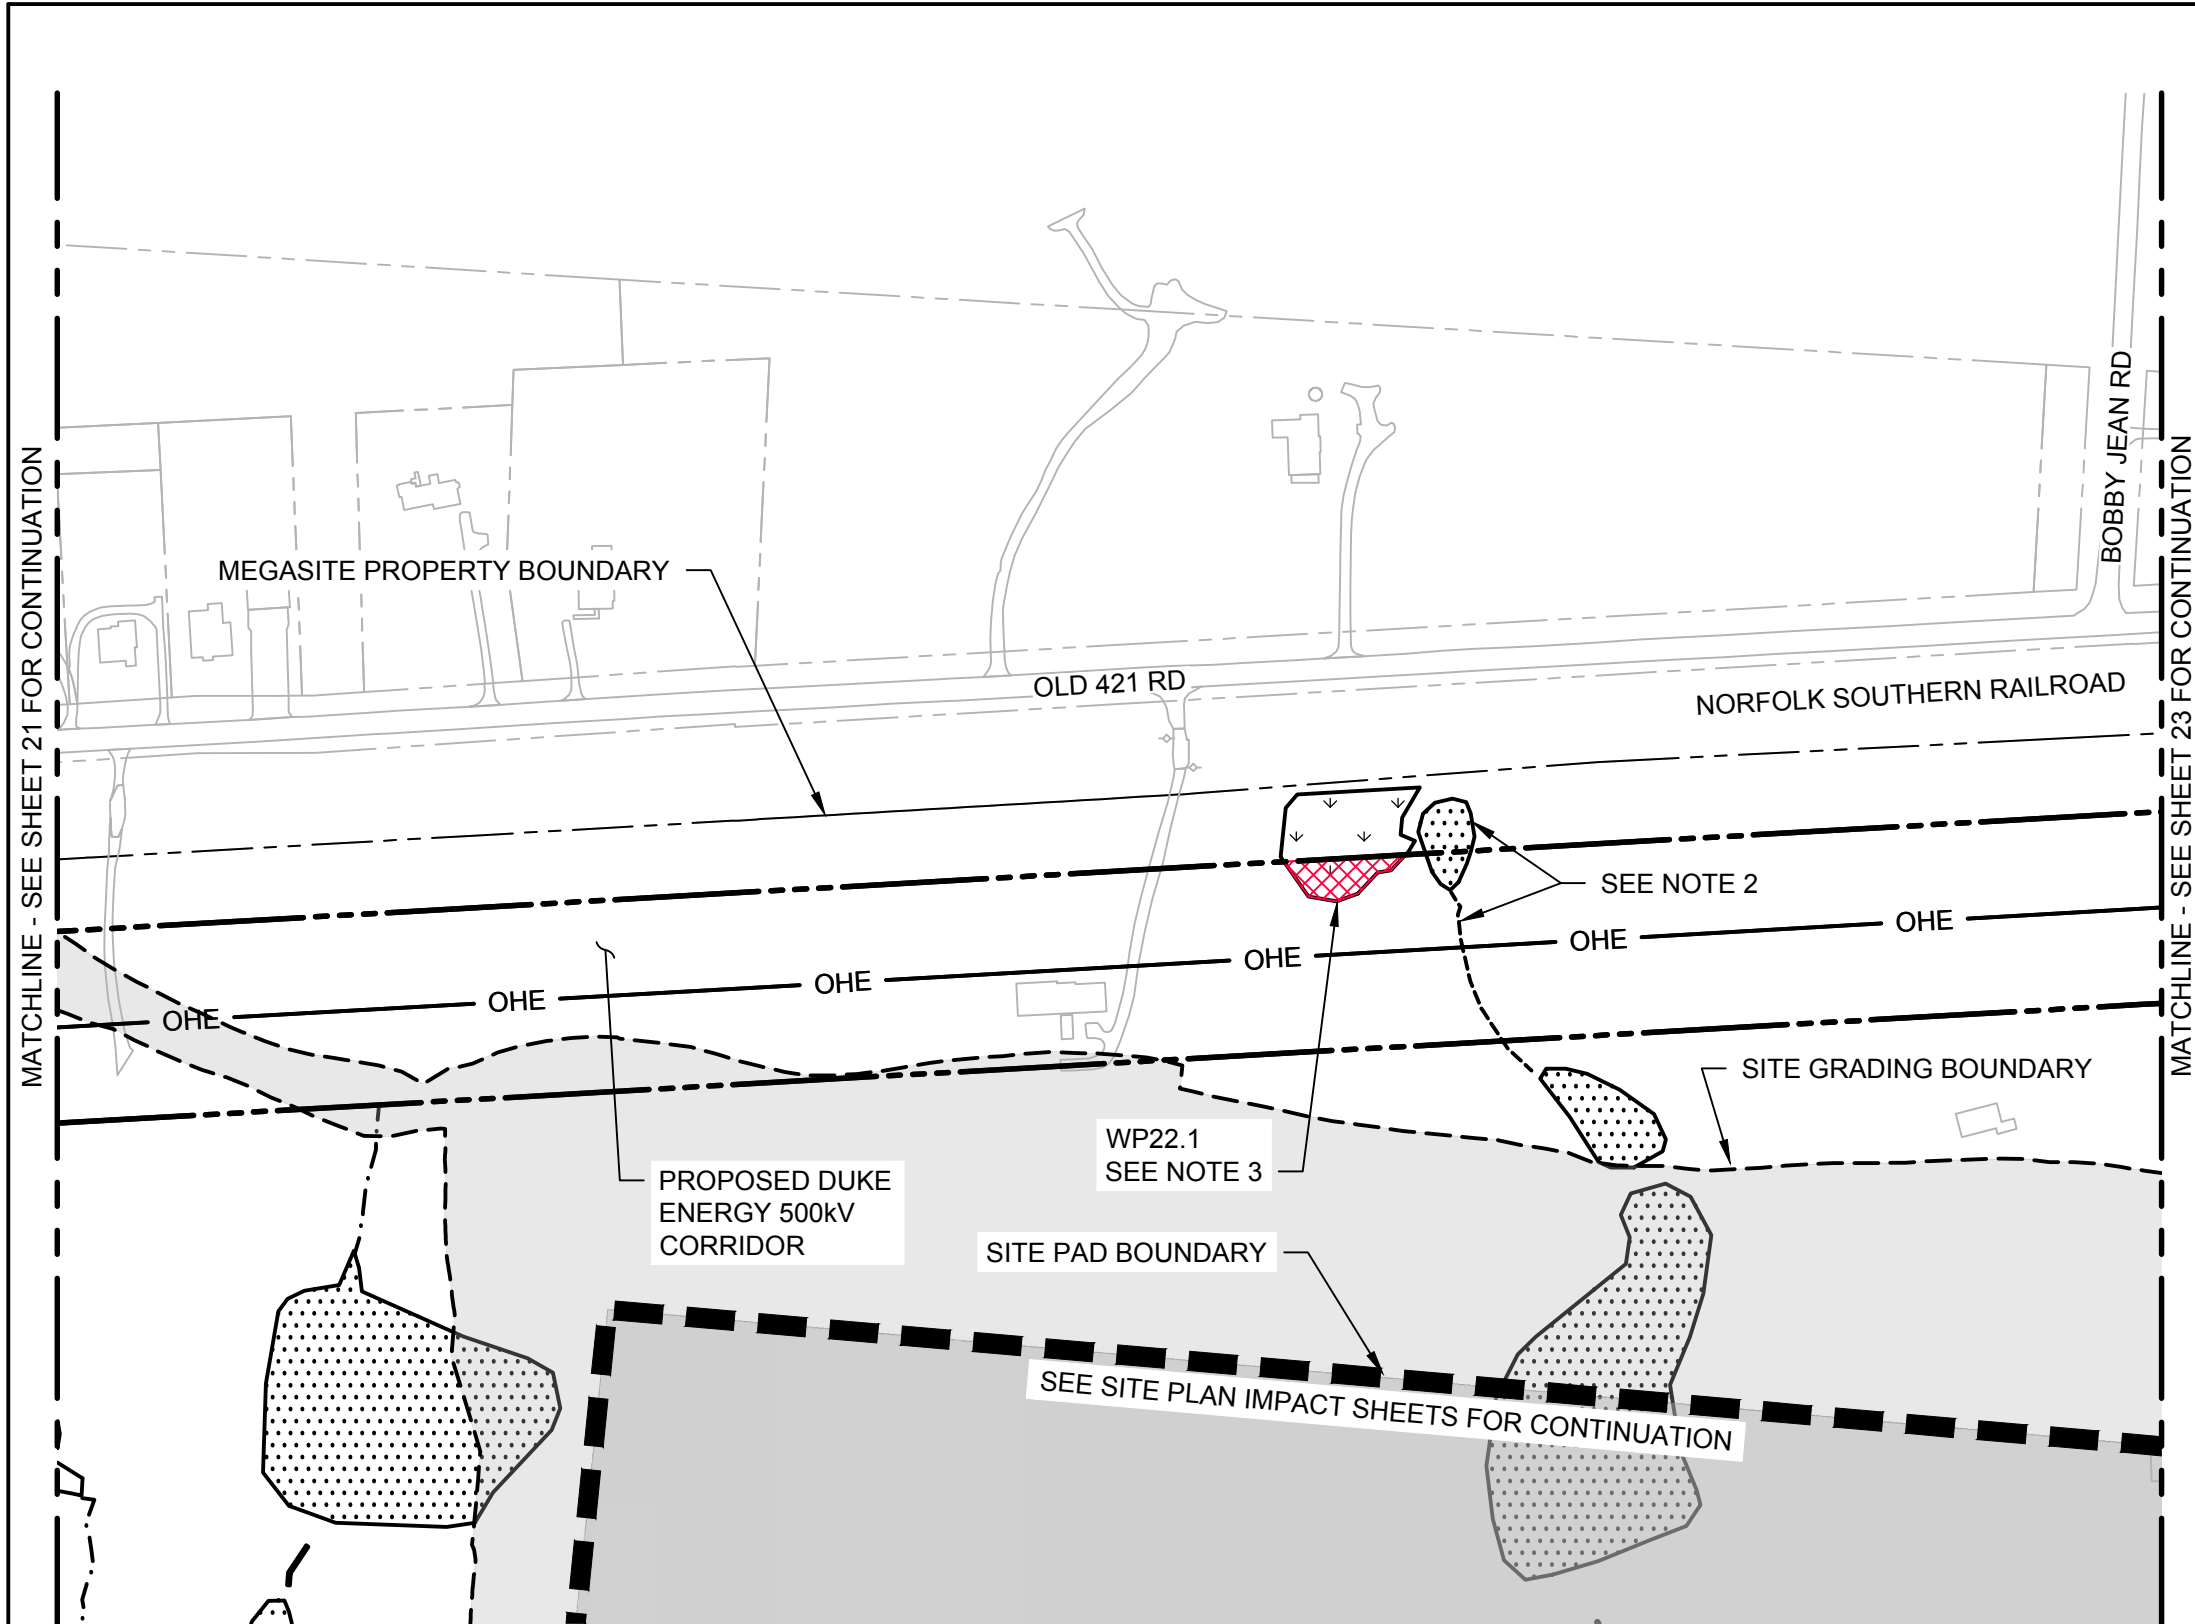 MATCHLINE - SEE SHEET 21 FOR CONTINUATION
MATCHLINE - SEE SHEET 23 FOR CONTINUATION
BOBBY JEAN RD
MEGASITE PROPERTY BOUNDARY
OLD 421 RD
NORFOLK SOUTHERN RAILROAD
SEE NOTE 2
OHE
OHE
OHE
OHE
OHE
OHE
SITE GRADING BOUNDARY
WP22.1
SEE NOTE 3
PROPOSED DUKE
ENERGY 500kV
CORRIDOR
SITE PAD BOUNDARY
SEE SITE PLAN IMPACT SHEETS FOR CONTINUATION